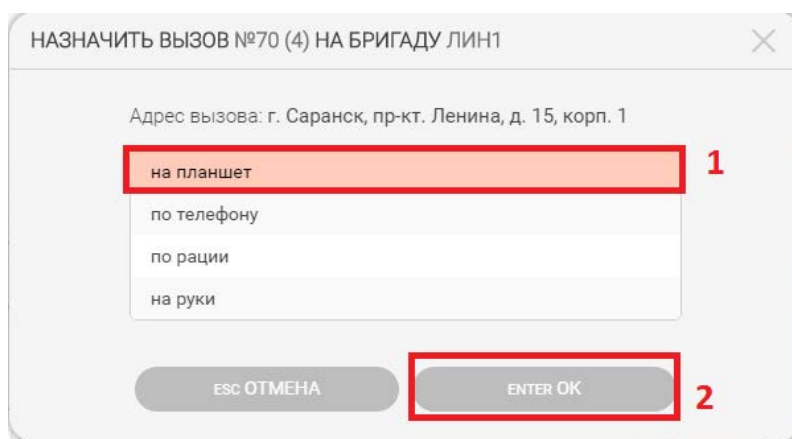 НАЗНАЧИТЬ ВЫЗОВ №70 (4) НА БРИГАДУ ЛИН1
Адрес вызова: г. Саранск, пр-кт. Ленина, д. 15, корп. 1
на планшет 1
по телефону
по рации
на руки
ESC ОТМЕНА ENTER ОК 2